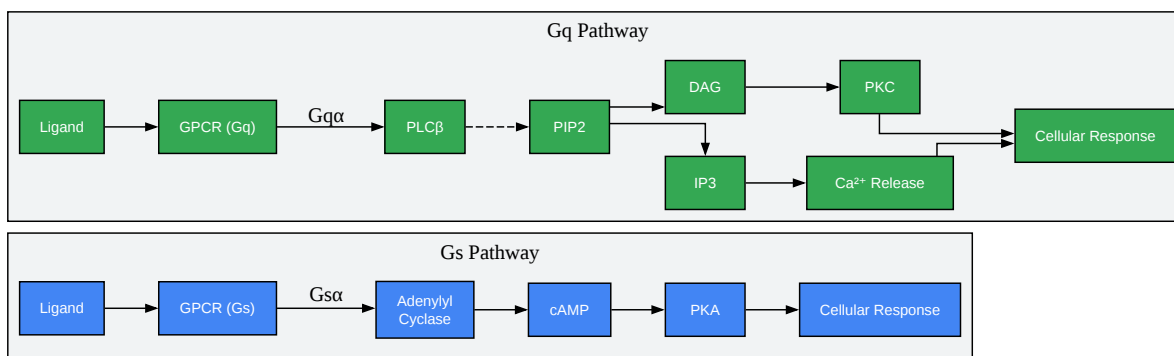 Gq Pathway
Ligand
GPCR (Gq)
Gqα
PLCβ
PIP2
DAG
PKC
IP3
Ca²⁺ Release
Cellular Response
Gs Pathway
Ligand
GPCR (Gs)
Gsα
Adenylyl
Cyclase
cAMP
PKA
Cellular Response